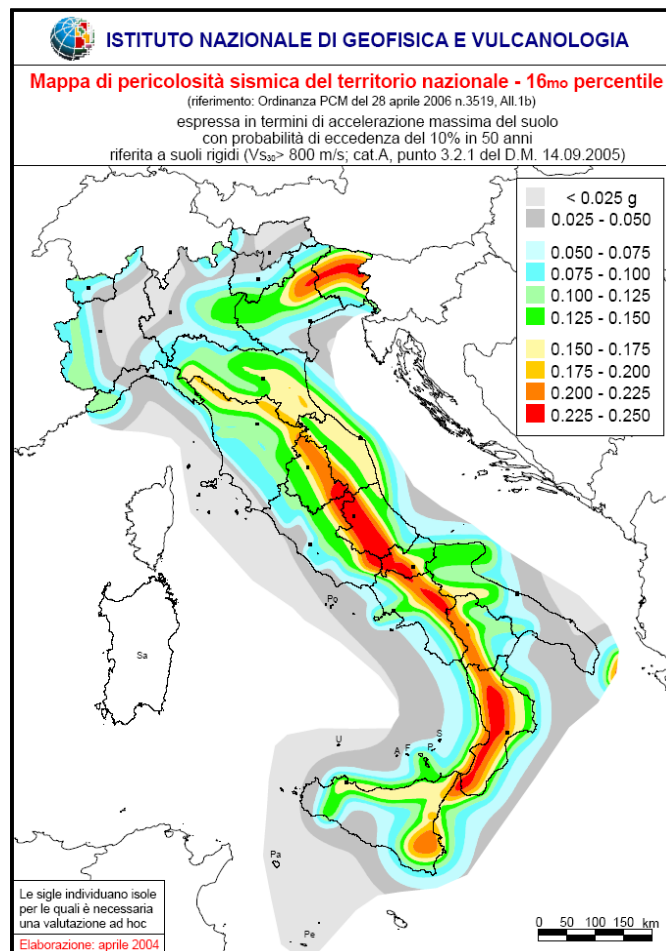 ISTITUTO NAZIONALE DI GEOFISICA E VULCANOLOGIA
Mappa di pericolosità sismica del territorio nazionale - 16mo percentile
(riferimento: Ordinanza PCM del 28 aprile 2006 n.3519, All.1b)
espressa in termini di accelerazione massima del suolo
con probabilità di eccedenza del 10% in 50 anni
riferita a suoli rigidi (Vs30> 800 m/s; cat.A, punto 3.2.1 del D.M. 14.09.2005)
< 0.025 g
0.025 - 0.050
0.050 - 0.075
0.075 - 0.100
0.100 - 0.125
0.125 - 0.150
0.150 - 0.175
0.175 - 0.200
0.200 - 0.225
0.225 - 0.250
Po
Sa
U
A
F
P
S
Pa
Pe
Le sigle individuano isole
per le quali è necessaria
una valutazione ad hoc
Elaborazione: aprile 2004
0 50 100 150 km